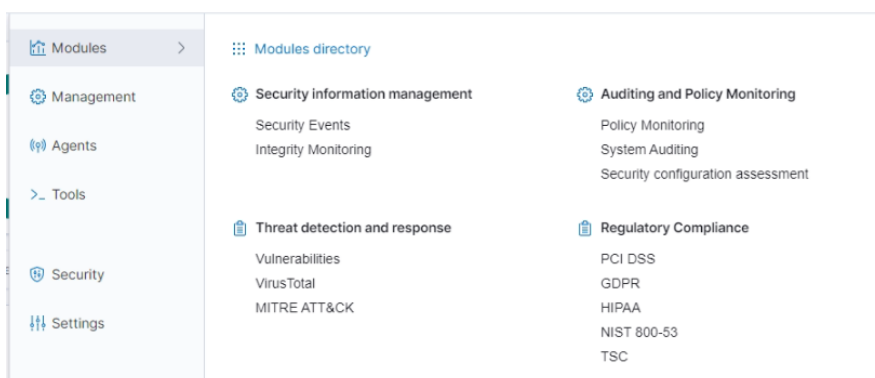 Modules
Management
Agents
Tools
Security
Settings
Modules directory
Security information management
Security Events
Integrity Monitoring
Auditing and Policy Monitoring
Policy Monitoring
System Auditing
Security configuration assessment
Threat detection and response
Vulnerabilities
VirusTotal
MITRE ATT&CK
Regulatory Compliance
PCI DSS
GDPR
HIPAA
NIST 800-53
TSC